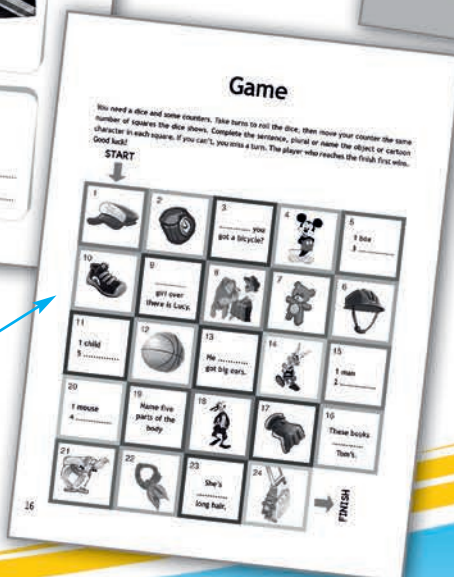 Game
You need a dice and some counters. Take turns to roll the dice, then move your counter the same
number of squares the dice shows. Complete the sentence, plural or name the object or cartoon
character in each square. If you can't, you miss a turn. The player who reaches the finish first wins.
Good luck!
START
1
2
3
............ you
got a bicycle?
4
5
1 box
3 ............
10
9
............
girl over
there is Lucy.
8
7
6
11
1 child
5 ............
12
13
He ............
got big ears.
14
15
1 man
2 ............
20
1 mouse
4 ............
19
Name five
parts of the
body
18
17
16
These books
............
Tom's.
21
22
23
She's
............
long hair.
24
FINISH
26